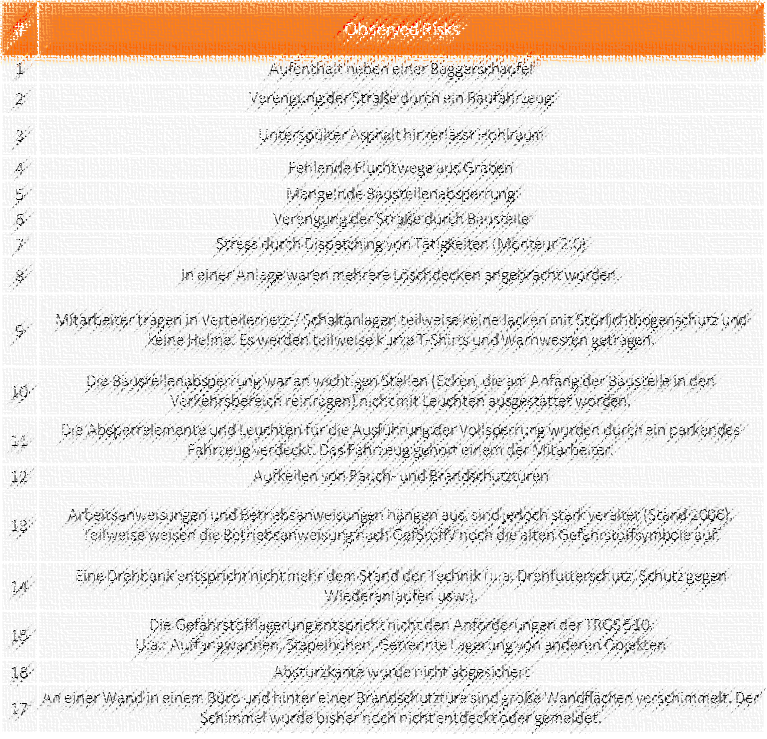 # Observed Risks
1 Aufenthalt neben einer Baggerschaufel
2 Verengung der Straße durch ein Baufahrzeug
3 Unterspülter Asphalt hinterlässt Hohlraum
4 Fehlende Fluchtwege aus Gräben
5 Mangelnde Baustellenabsperrung
6 Verengung der Straße durch Baustelle
7 Stress durch Dispatching von Tätigkeiten (Monteur 2.0)
8 In einer Anlage waren mehrere Löschdecken angebracht worden.
9 Mitarbeiter tragen in Verteilernetz-/ Schaltanlagen teilweise keine Jacken mit Störlichtbogenschutz und
keine Helme. Es werden teilweise kurze T-Shirts und Warnwesten getragen.
10 Die Baustellenabsperrung war an wichtigen Stellen (Ecken, die am Anfang der Baustelle in den
Verkehrsbereich reinragen) nicht mit Leuchten ausgestattet worden.
11 Die Absperrelemente und Leuchten für die Ausführung der Vollsperrung wurden durch ein parkendes
Fahrzeug verdeckt. Das Fahrzeug gehört einem der Mitarbeiter.
12 Aufkeilen von Rauch- und Brandschutztüren
13 Arbeitsanweisungen und Betriebsanweisungen hängen aus, sind jedoch stark veraltet (Stand 2006).
Teilweise weisen die Betriebsanweisung nach GefStoffV noch die alten Gefahrstoffsymbole auf.
14 Eine Drehbank entspricht nicht mehr dem Stand der Technik (u.a. Drehfutterschutz, Schutz gegen
Wiederanlaufen usw.).
15 Die Gefahrstofflagerung entspricht nicht den Anforderungen der TRGS 510.
U.a.: Auffangwannen, Stapelhöhen, Getrennte Lagerung von anderen Objekten
16 Absturzkante wurde nicht abgesichert
17 An einer Wand in einem Büro und hinter einer Brandschutztüre sind große Wandflächen verschimmelt. Der
Schimmel wurde bisher noch nicht entdeckt oder gemeldet.